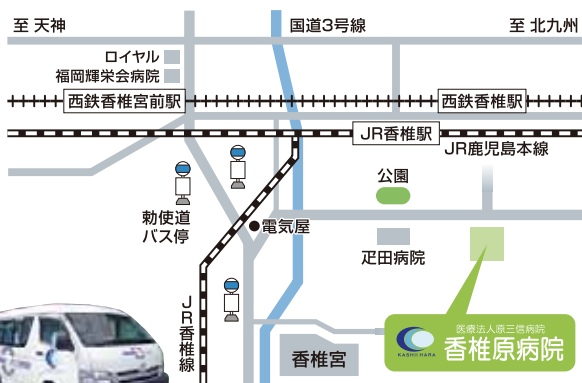 至 天神
国道3号線
至 北九州
ロイヤル
福岡輝栄会病院
西鉄香椎宮前駅
西鉄香椎駅
JR香椎駅
JR鹿児島本線
公園
勅使道
バス停
電気屋
疋田病院
JR香椎線
香椎宮
医療法人原三信病院
香椎原病院
KASHII HARA